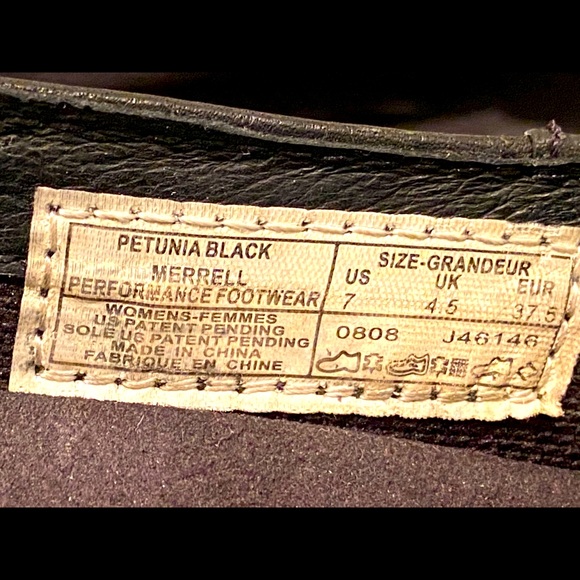 PETUNIA BLACK
MERRELL
PERFORMANCE FOOTWEAR
WOMENS-FEMMES
US PATENT PENDING
SOLE US PATENT PENDING
MADE IN CHINA
FABRIQUE EN CHINE
SIZE-GRANDEUR
US UK EUR
7 4.5 37.5
0808 J46146